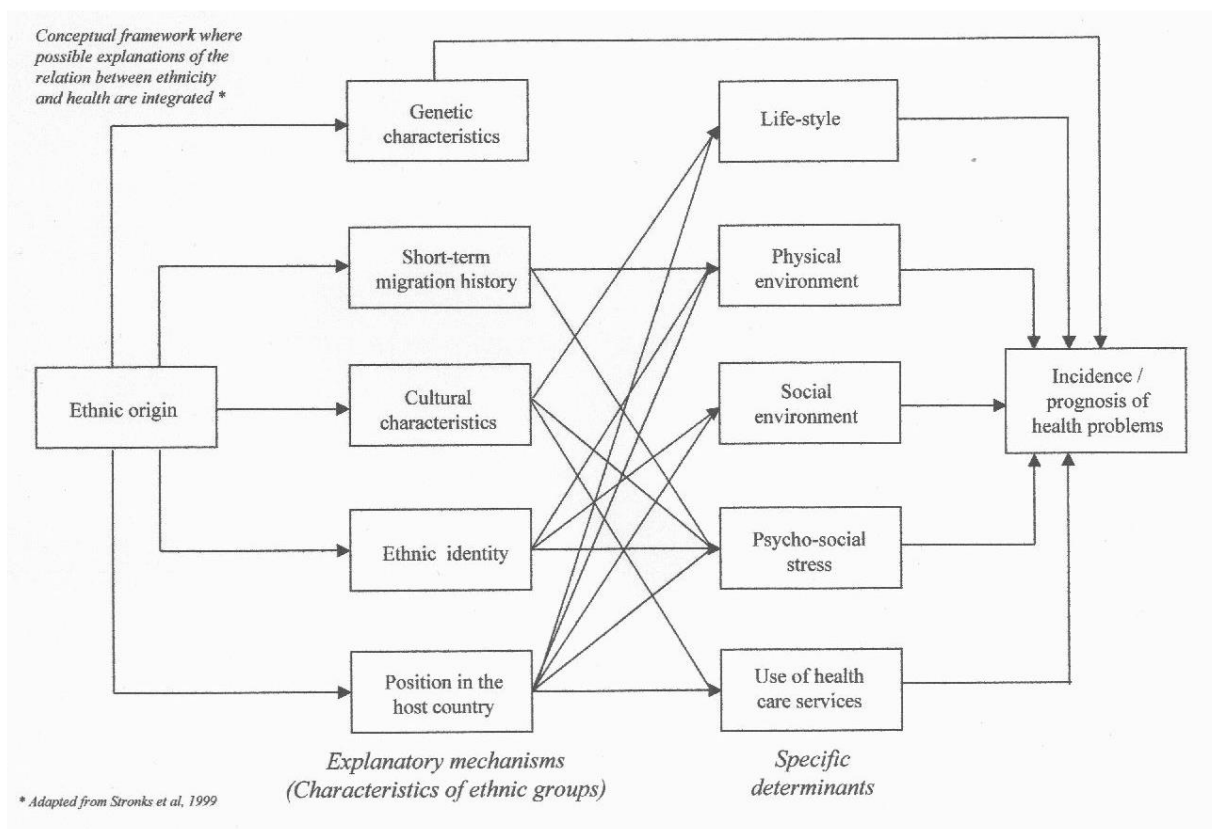 Conceptual framework where
possible explanations of the
relation between ethnicity
and health are integrated *
Genetic
characteristics
Life-style
Short-term
migration history
Physical
environment
Ethnic origin
Cultural
characteristics
Social
environment
Incidence /
prognosis of
health problems
Ethnic identity
Psycho-social
stress
Position in the
host country
Use of health
care services
Explanatory mechanisms
(Characteristics of ethnic groups)
Specific
determinants
* Adapted from Stronks et al, 1999